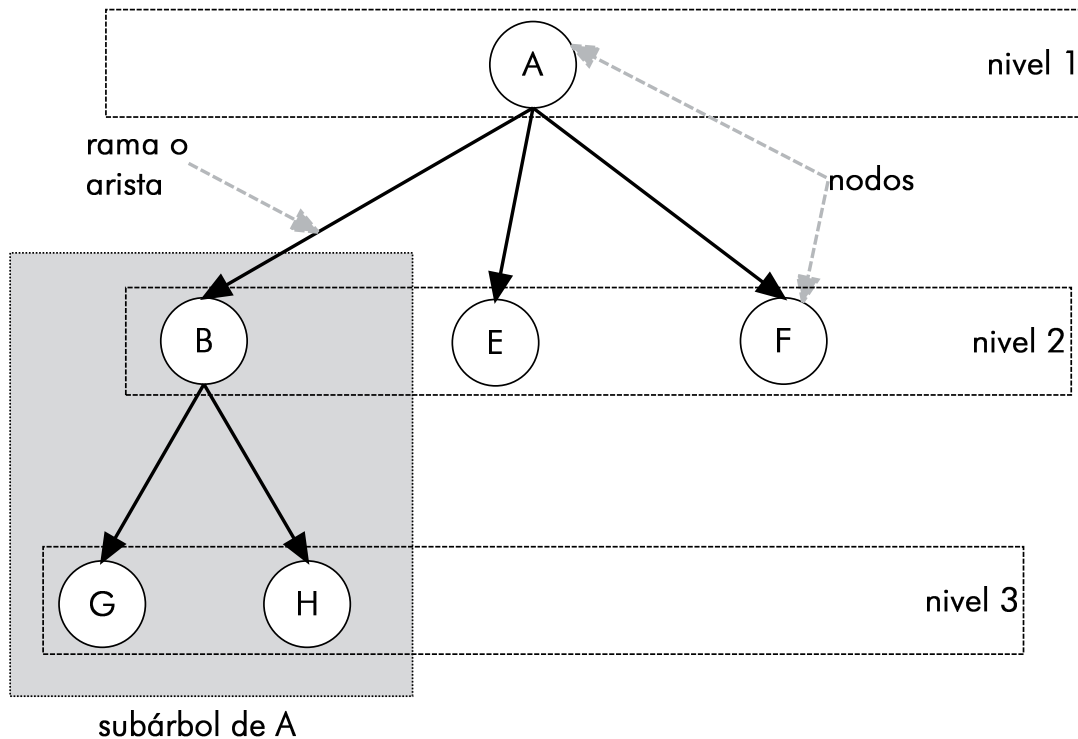 A
nivel 1
rama o
arista
nodos
B
E
F
nivel 2
G
H
nivel 3
subárbol de A